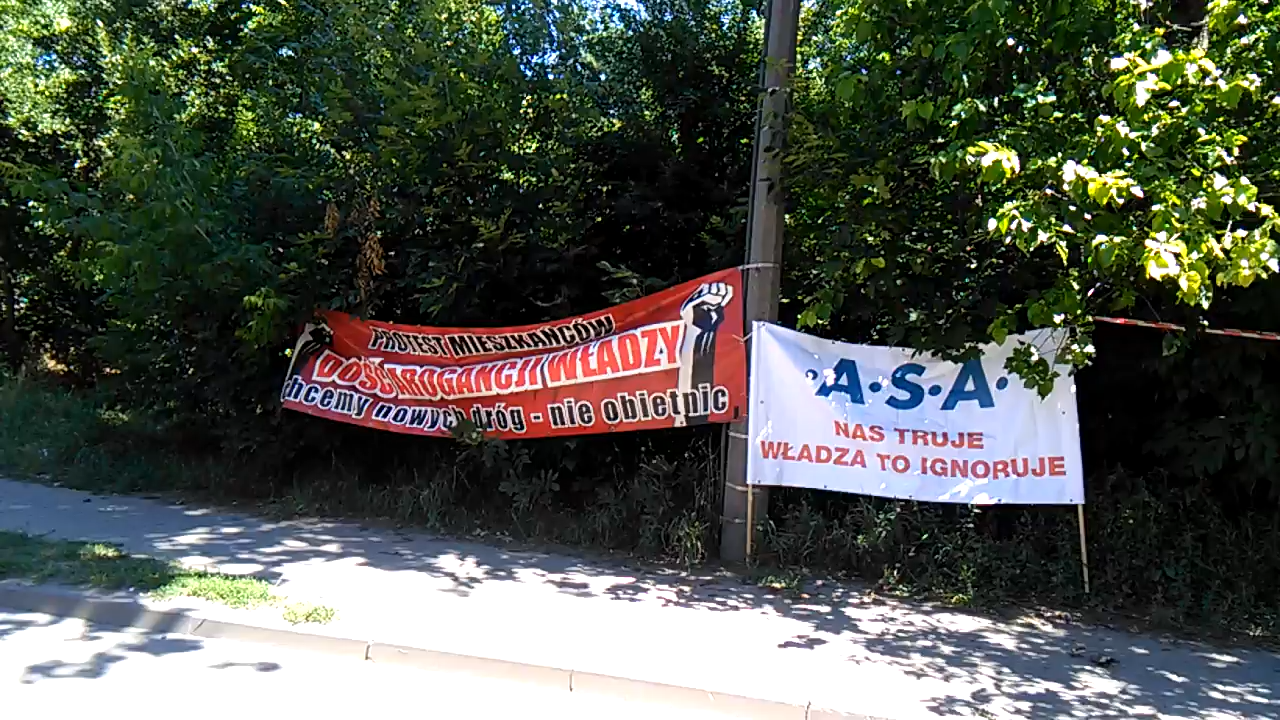 PROTEST MIESZKAŃCÓW
DOŚĆ AROGANCJI WŁADZY
chcemy nowych dróg - nie obietnic
·A·S·A·
NAS TRUJE
WŁADZA TO IGNORUJE